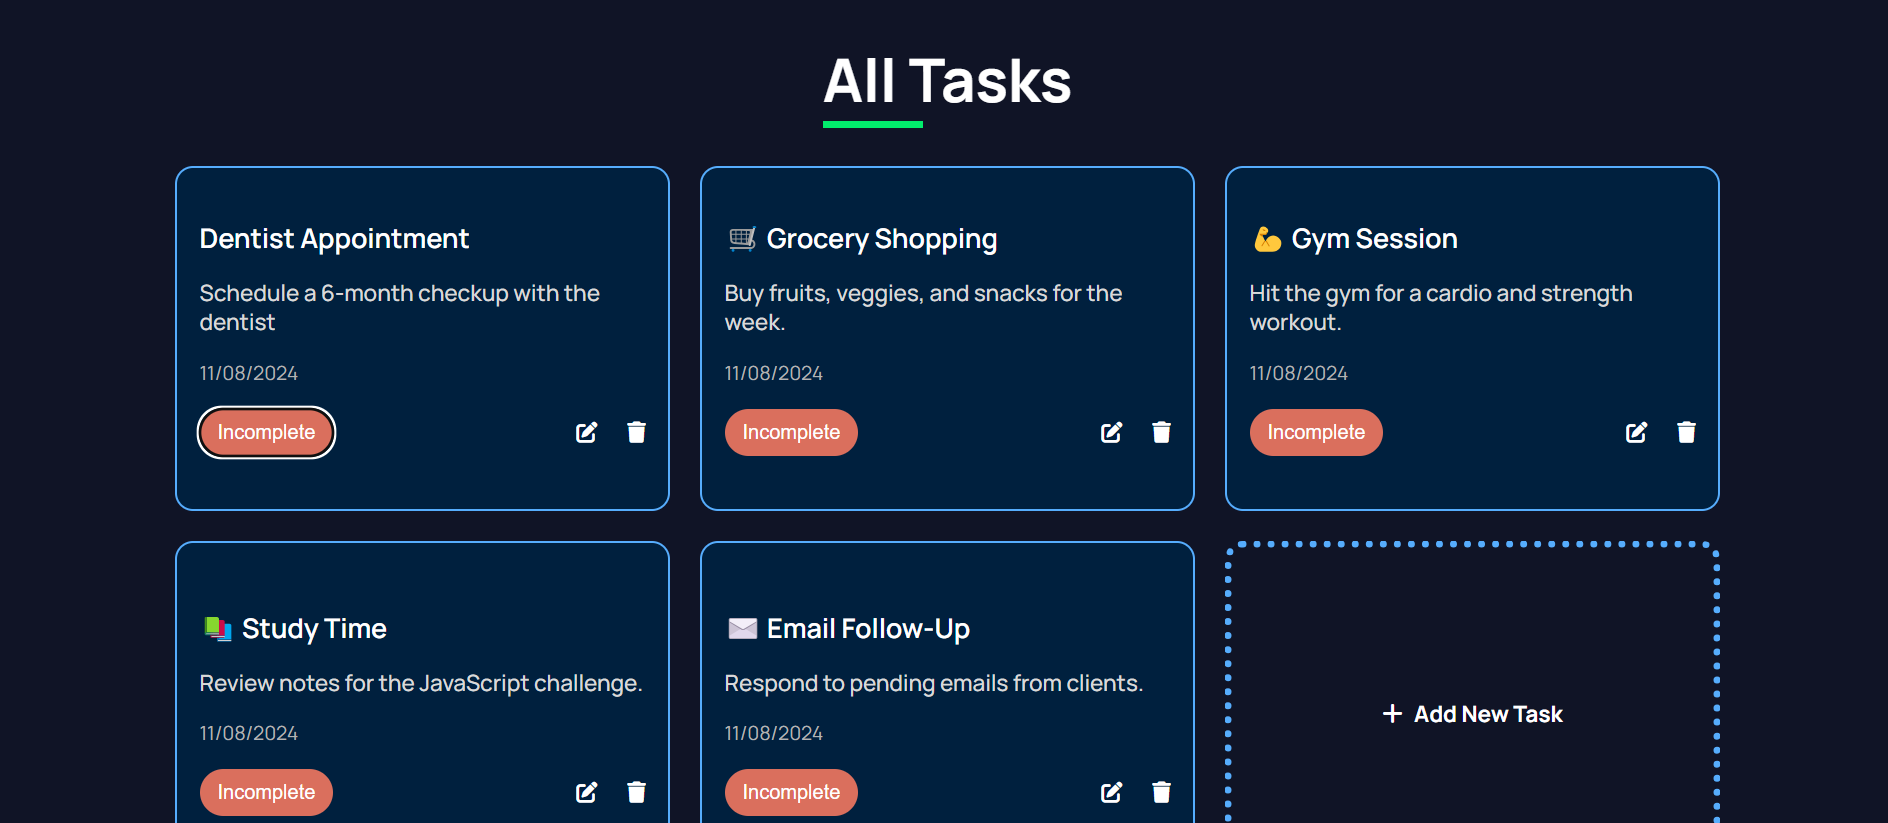 All Tasks
Dentist Appointment
Schedule a 6-month checkup with the
dentist
11/08/2024
Incomplete
🛒 Grocery Shopping
Buy fruits, veggies, and snacks for the
week.
11/08/2024
Incomplete
💪 Gym Session
Hit the gym for a cardio and strength
workout.
11/08/2024
Incomplete
📚 Study Time
Review notes for the JavaScript challenge.
11/08/2024
Incomplete
✉️ Email Follow-Up
Respond to pending emails from clients.
11/08/2024
Incomplete
+ Add New Task